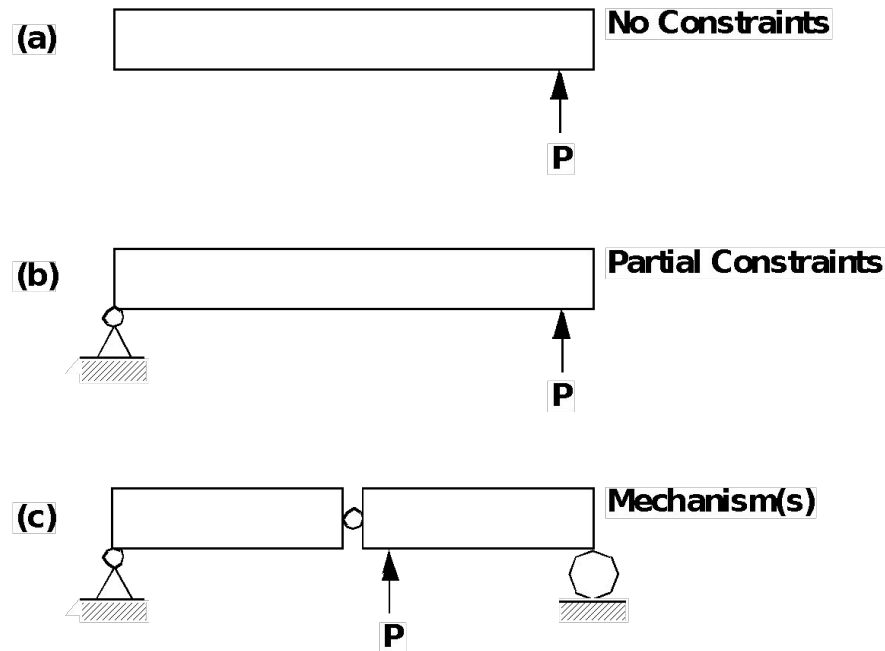 (a)
No Constraints
P
(b)
Partial Constraints
P
(c)
Mechanism(s)
P